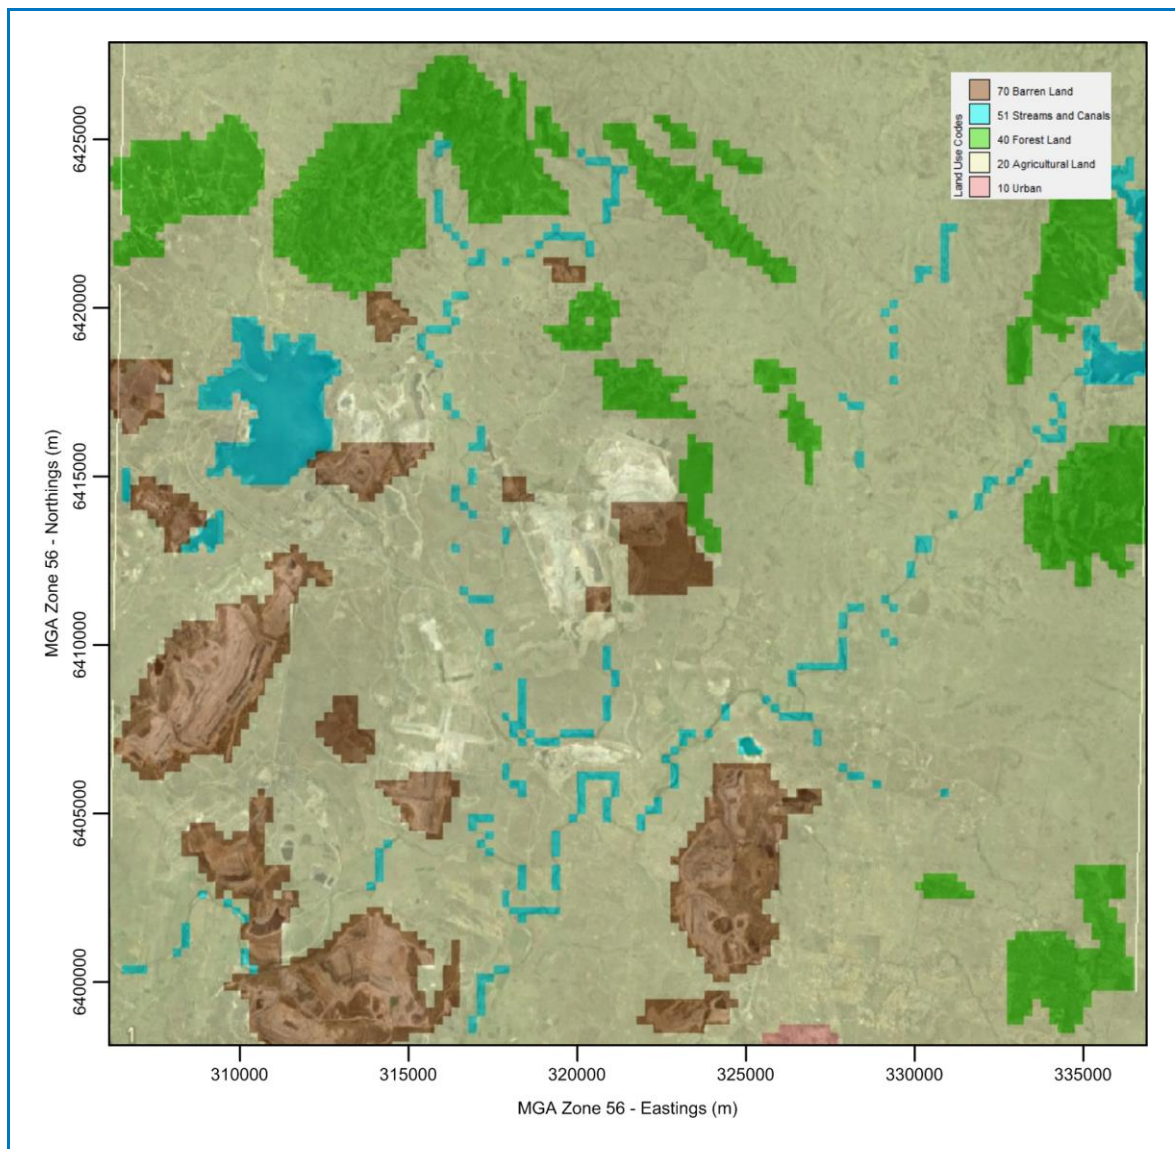 70 Barren Land
51 Streams and Canals
40 Forest Land
20 Agricultural Land
10 Urban
Land Use Codes
6425000
6420000
6415000
6410000
6405000
6400000
MGA Zone 56 - Northings (m)
1
310000
315000
320000
325000
330000
335000
MGA Zone 56 - Eastings (m)